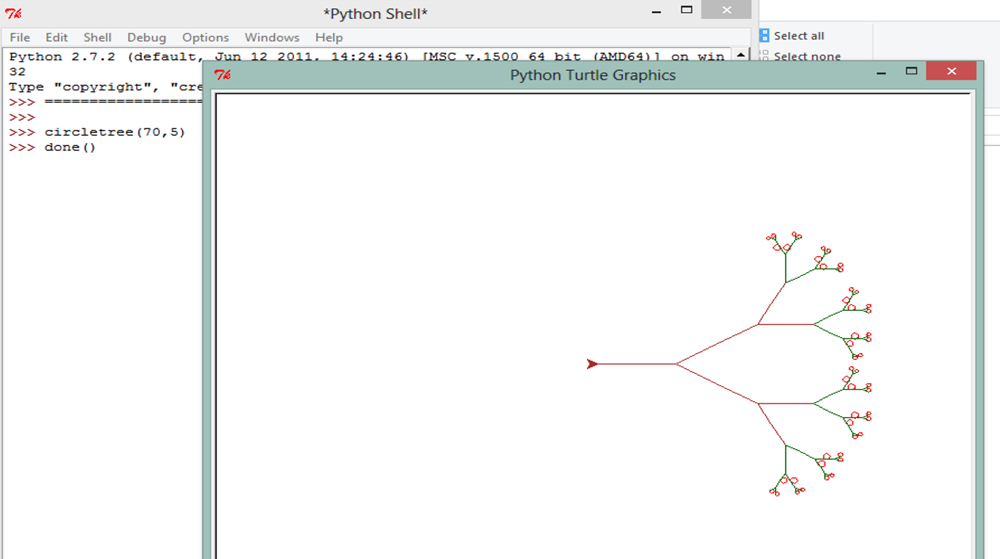 *Python Shell*
File Edit Shell Debug Options Windows Help
Python 2.7.2 (default, Jun 12 2011, 14:24:46) [MSC v.1500 64 bit (AMD64)] on win
32
Type "copyright", "cre
>>> ==================
>>>
>>> circletree(70,5)
>>> done()
Select all
Select none
Python Turtle Graphics